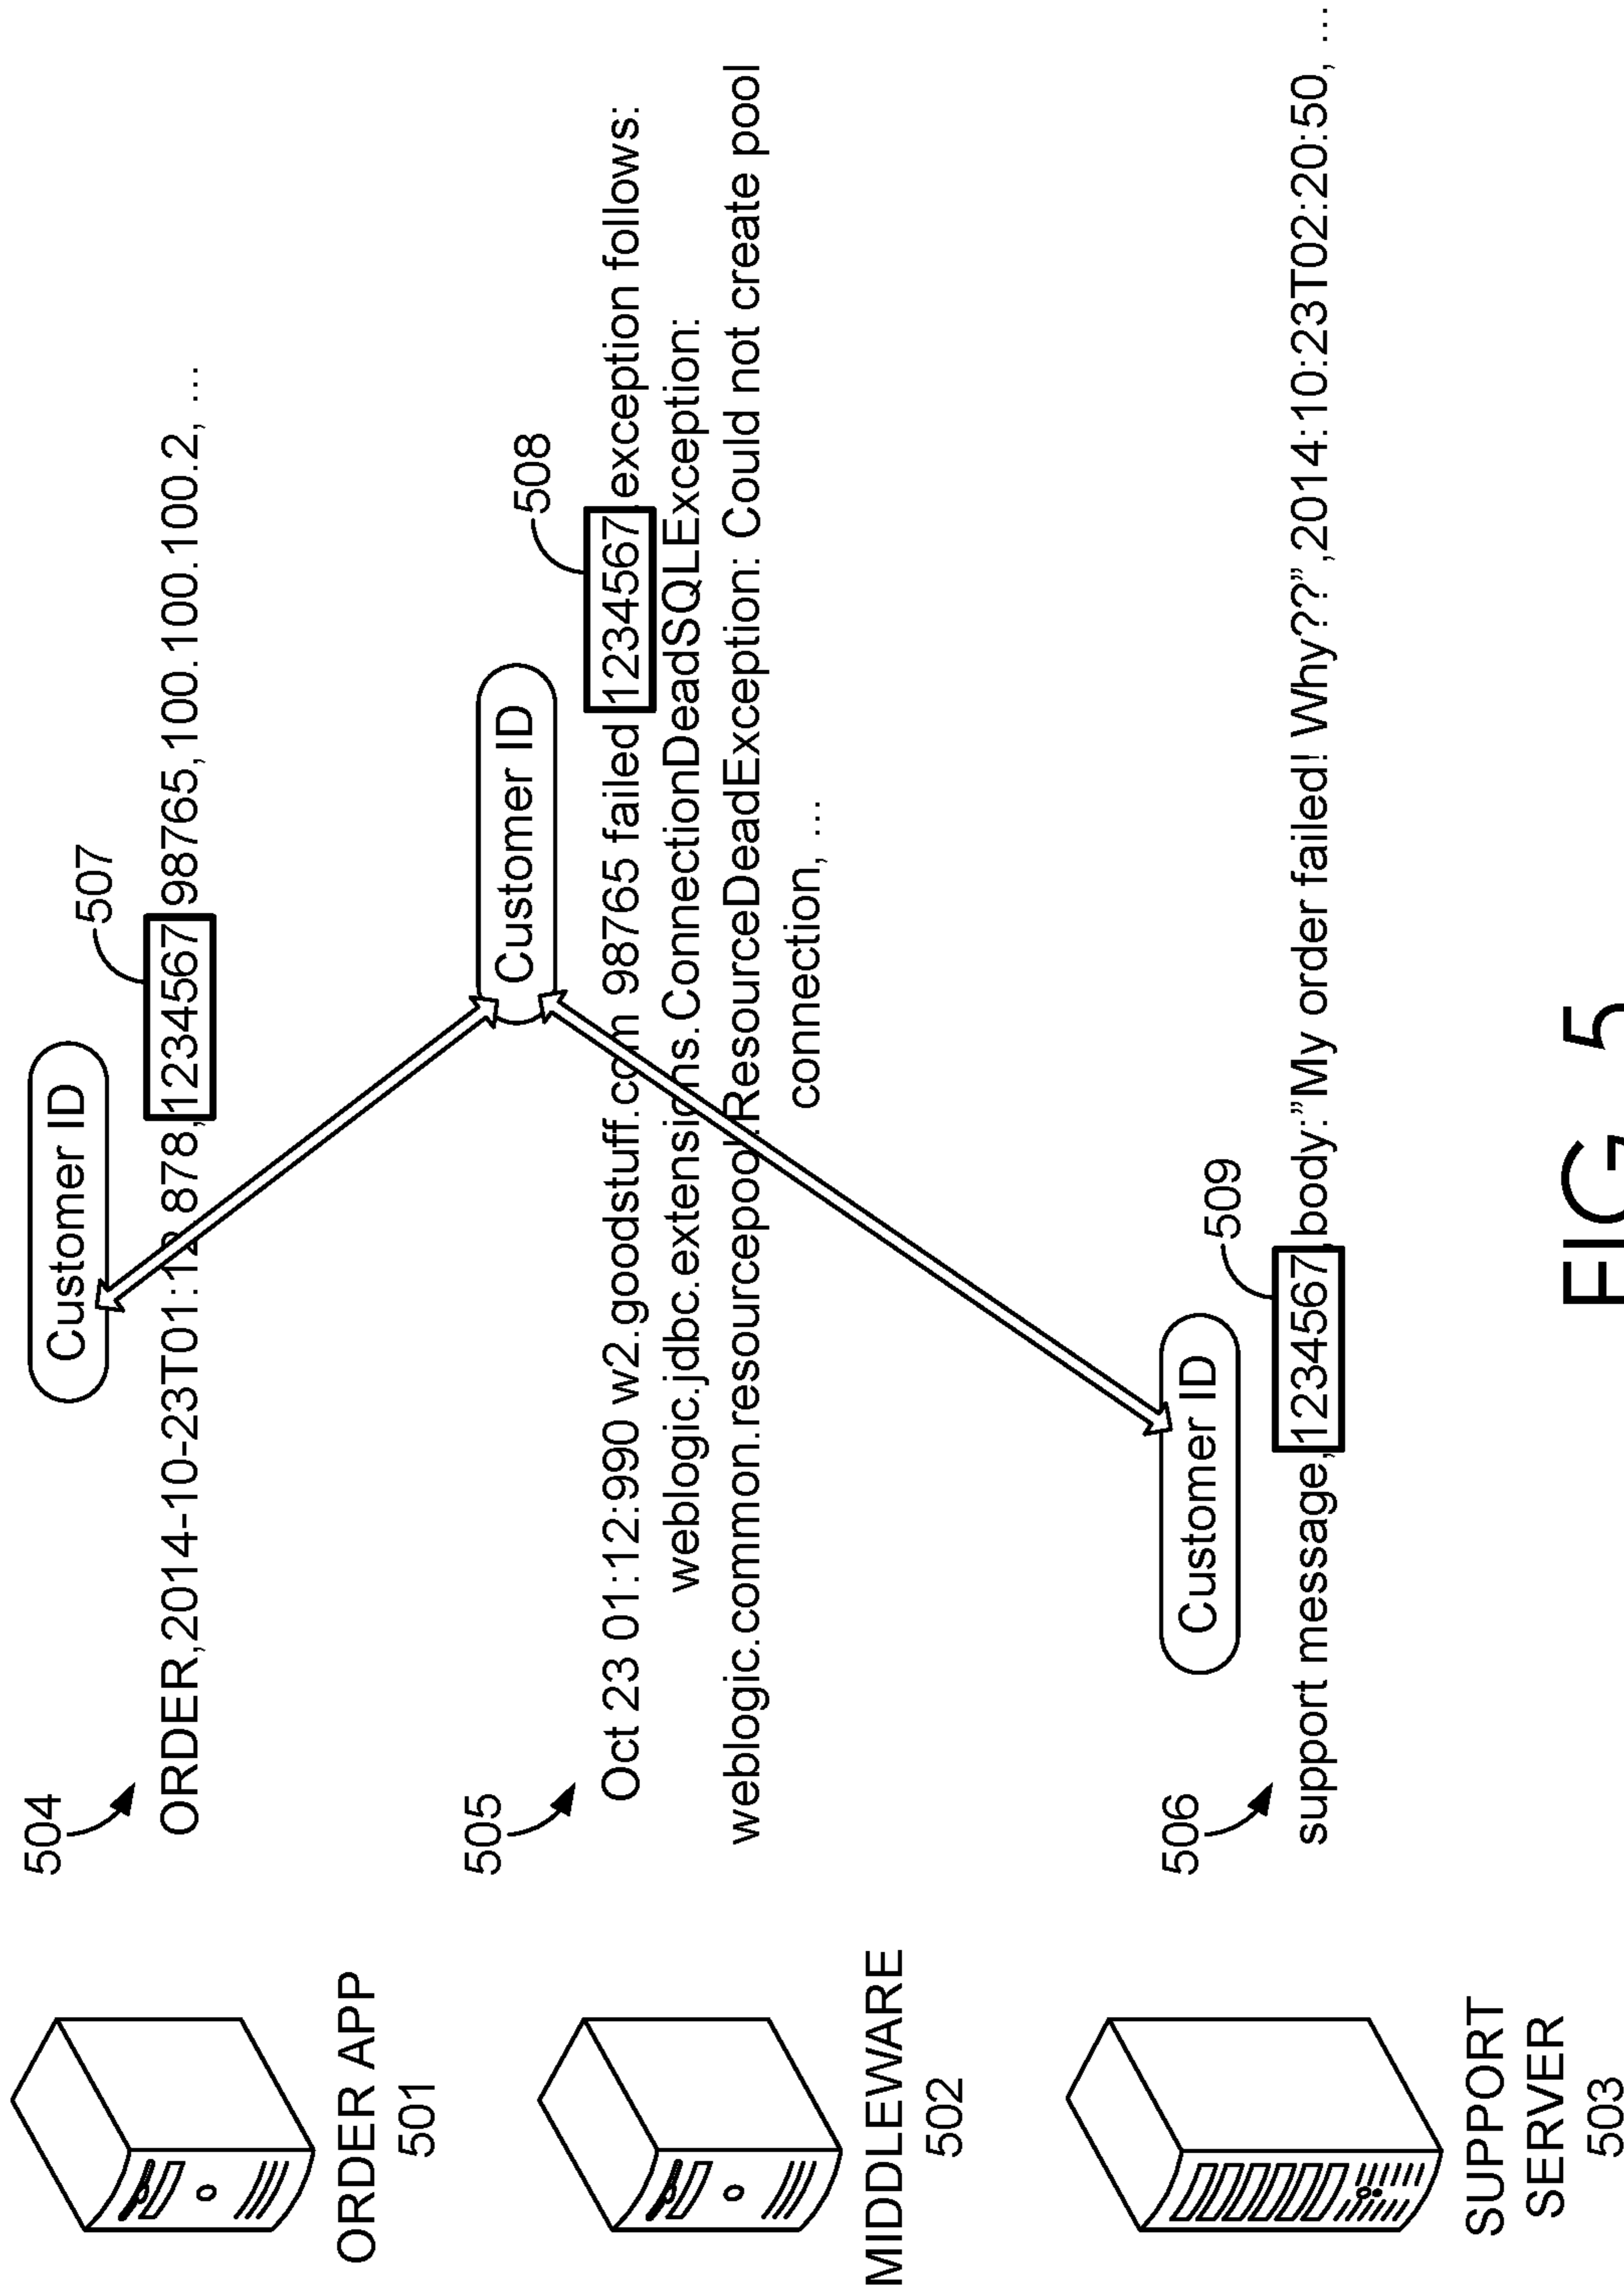 504
Customer ID
507
ORDER,2014-10-23T01:12 878,1234567 98765,100.100.100.2, …
ORDER APP
501
505
Customer ID
508
Oct 23 01:12:990 w2.goodstuff.com 98765 failed 1234567 exception follows:
weblogic.jdbc.extensions.ConnectionDeadSQLException:
weblogic.common.resourcepool.ResourceDeadException: Could not create pool
connection, …
MIDDLEWARE
502
506
Customer ID
509
support message,1234567 body:”My order failed! Why??”,2014:10:23T02:20:50, …
SUPPORT
SERVER
503
FIG. 5